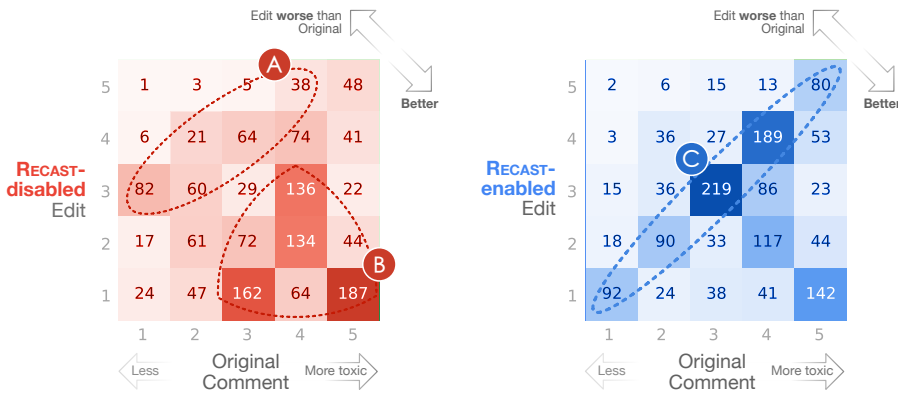 Edit worse than
Original
Better
A
5 1 3 5 38 48
4 6 21 64 74 41
RECAST-
disabled
Edit
3 82 60 29 136 22
2 17 61 72 134 44
B
1 24 47 162 64 187
1 2 3 4 5
Less
Original
Comment
More toxic
Edit worse than
Original
Better
5 2 6 15 13 80
4 3 36 27 189 53
C
RECAST-
enabled
Edit
3 15 36 219 86 23
2 18 90 33 117 44
1 92 24 38 41 142
1 2 3 4 5
Less
Original
Comment
More toxic